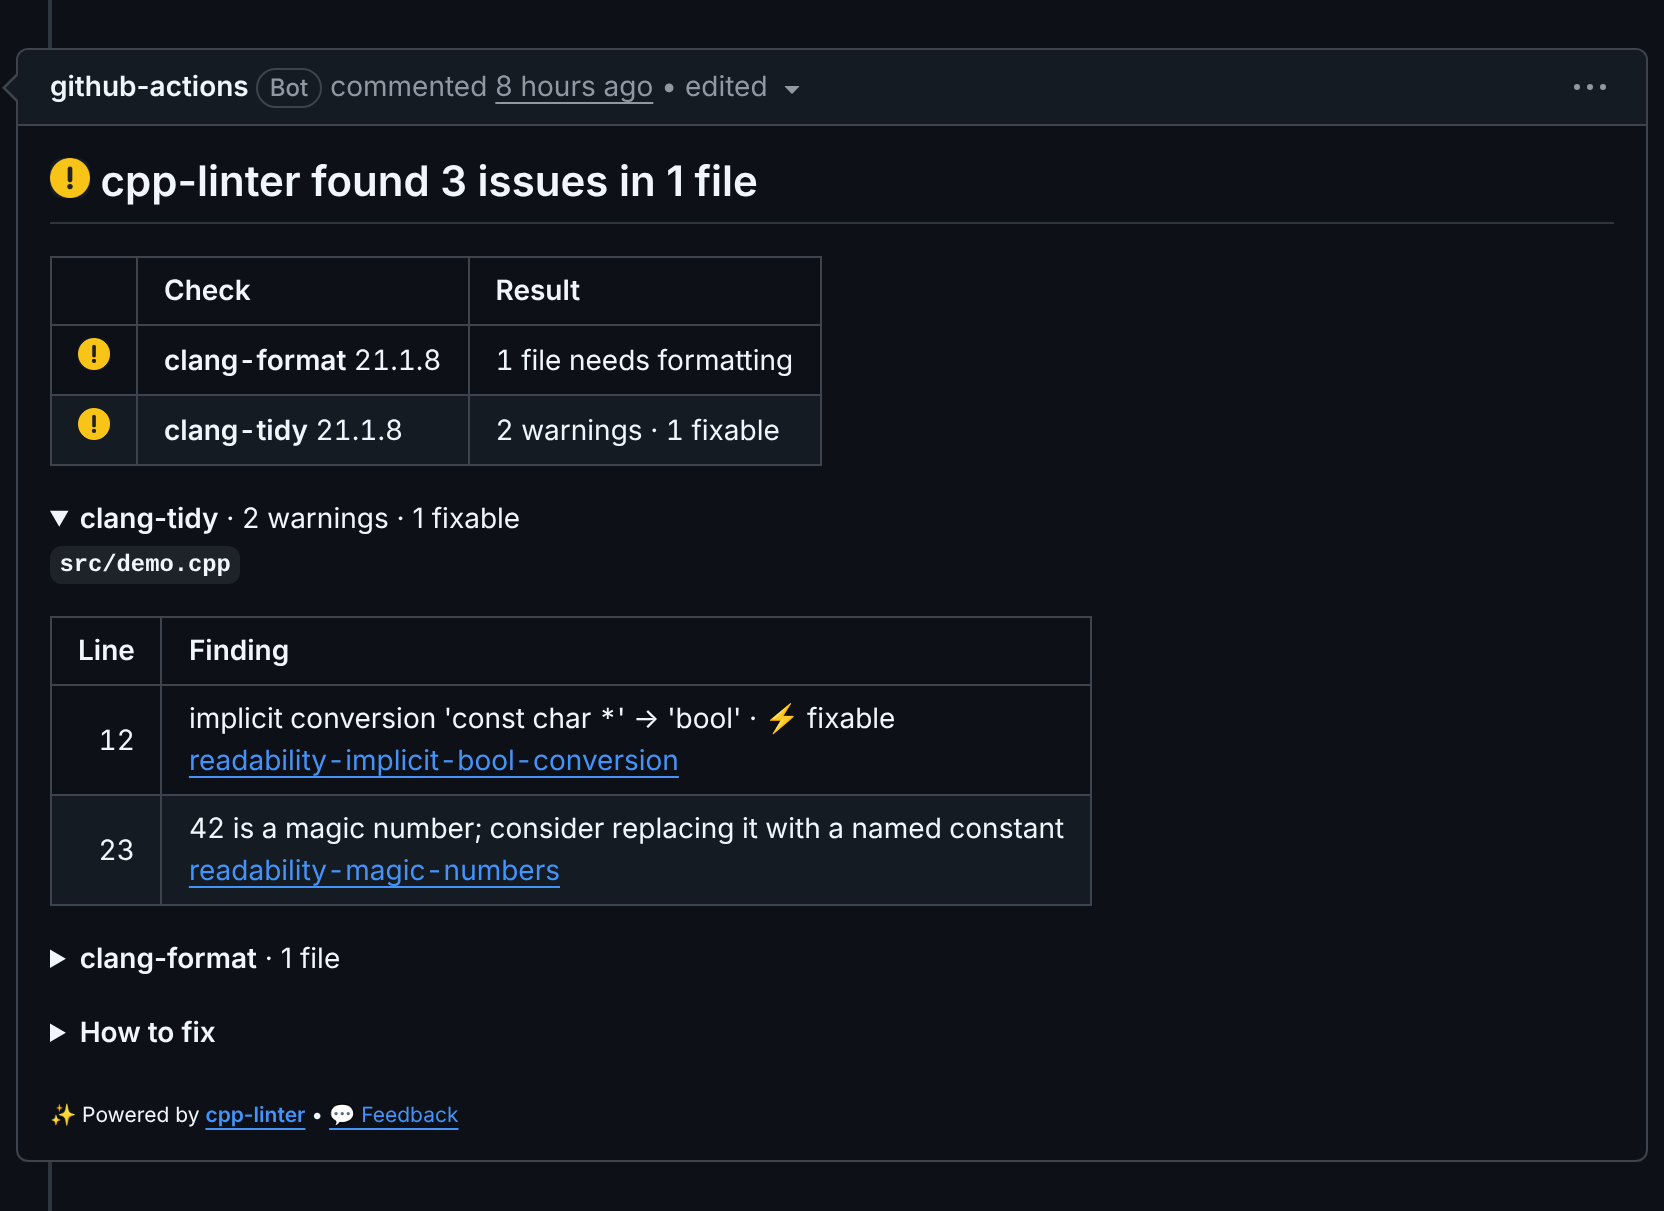 github-actions Bot commented 8 hours ago • edited
cpp-linter found 3 issues in 1 file
Check Result
clang-format 21.1.8 1 file needs formatting
clang-tidy 21.1.8 2 warnings · 1 fixable
▼ clang-tidy · 2 warnings · 1 fixable
src/demo.cpp
Line Finding
12 implicit conversion 'const char *' → 'bool' · ⚡ fixable
readability-implicit-bool-conversion
23 42 is a magic number; consider replacing it with a named constant
readability-magic-numbers
▶ clang-format · 1 file
▶ How to fix
✨ Powered by cpp-linter • 💬 Feedback